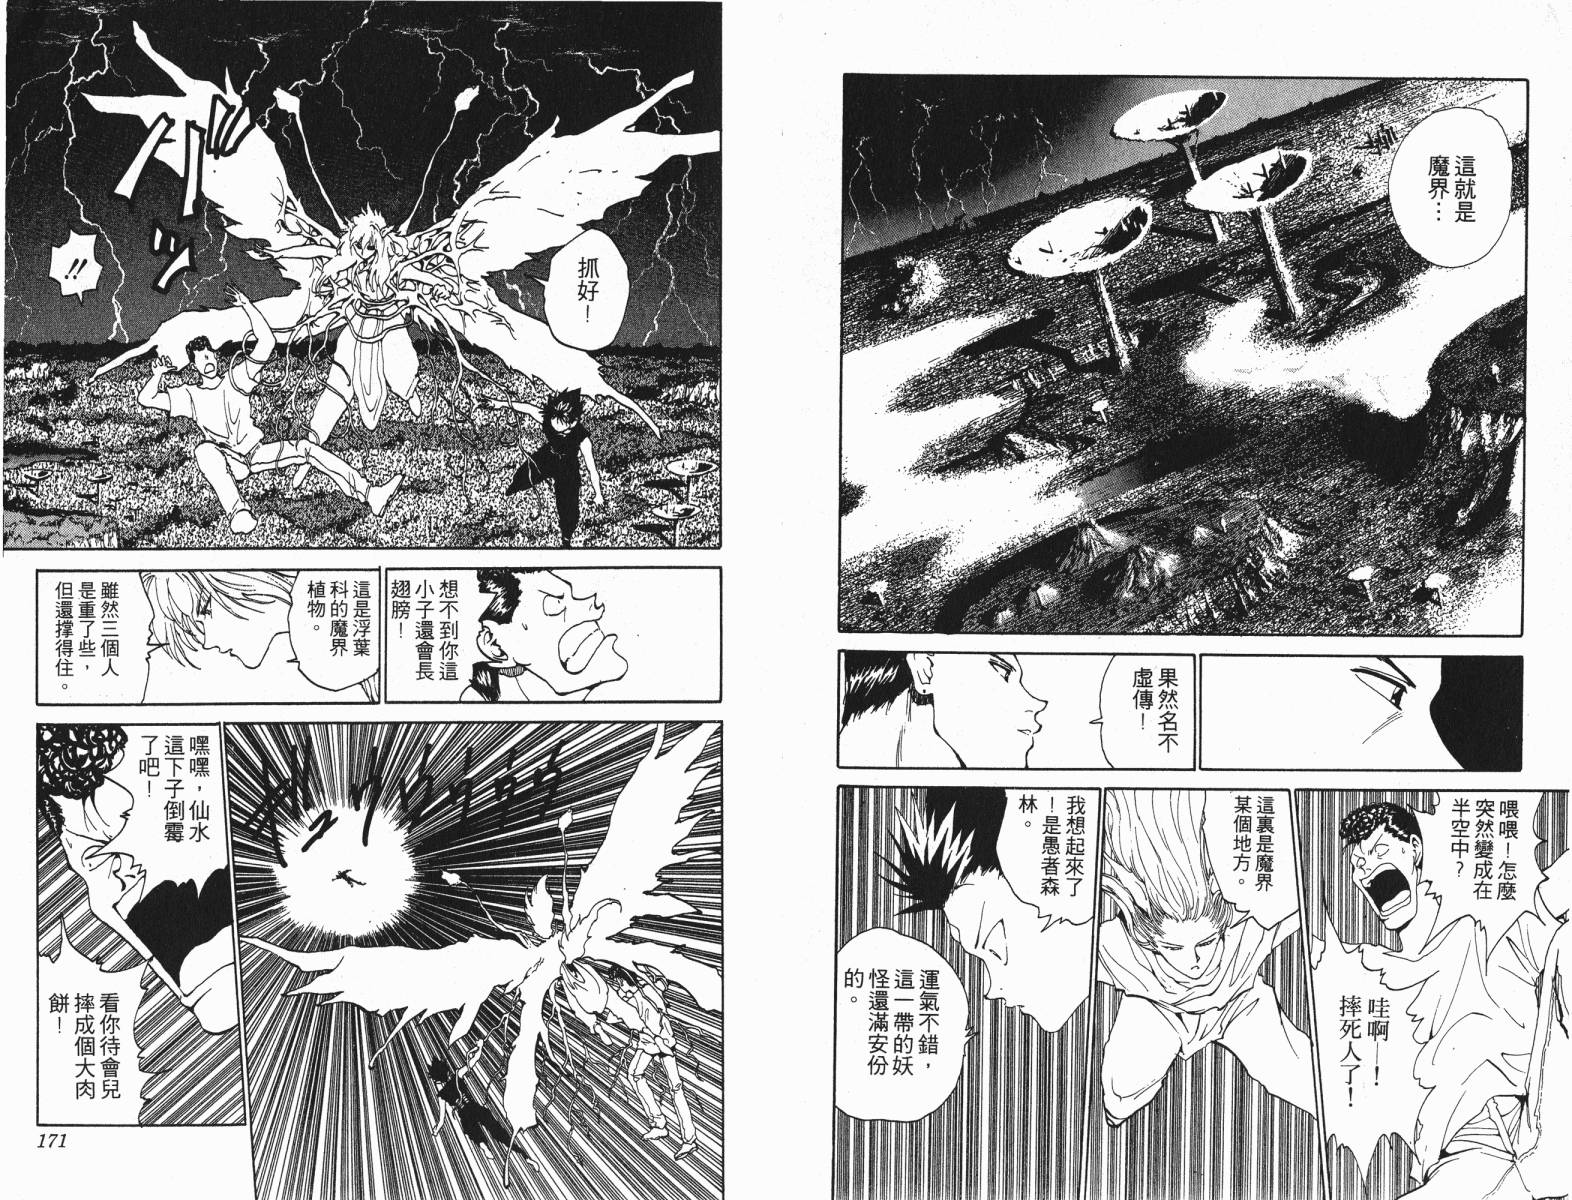 這就是
魔界…
果然名不
虛傳！
喂喂！怎麼
突然變成在
半空中？
哇啊—！
摔死人了！
這裏是魔界
某個地方。
我想起來了
！是愚者森
林。
運氣不錯，
這一帶的妖
怪還滿安份
的。
抓好！
!!
想不到你這
小子還會長
翅膀！
這是浮葉
科的魔界
植物。
雖然三個人
是重了些，
但還撐得住。
嘿嘿，仙水
這下子倒霉
了吧！
看你待會兒
摔成個大肉
餅！
171